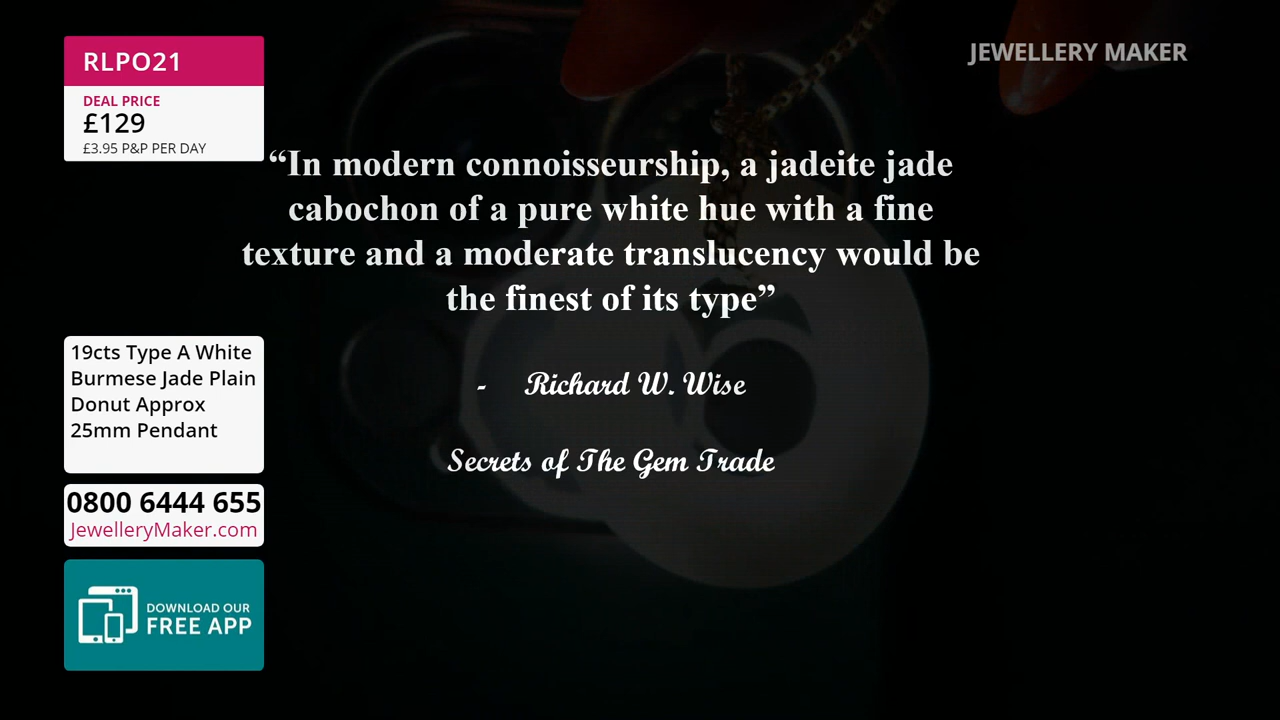 RLPO21
DEAL PRICE
£129
£3.95 P&P PER DAY
JEWELLERY MAKER
“In modern connoisseurship, a jadeite jade
cabochon of a pure white hue with a fine
texture and a moderate translucency would be
the finest of its type”
- Richard W. Wise
Secrets of The Gem Trade
19cts Type A White
Burmese Jade Plain
Donut Approx
25mm Pendant
0800 6444 655
JewelleryMaker.com
DOWNLOAD OUR
FREE APP